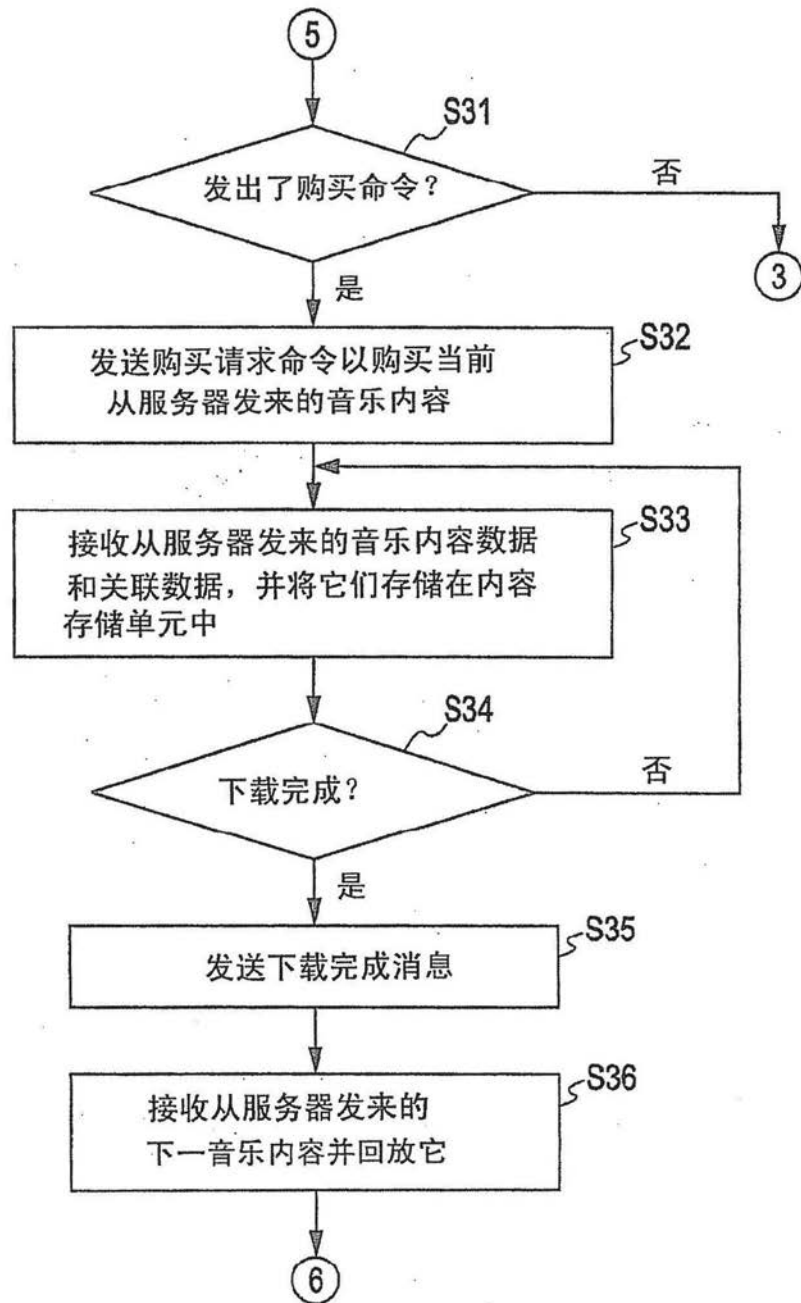 5
S31
发出了购买命令？
否
3
是
S32
发送购买请求命令以购买当前
从服务器发来的音乐内容
S33
接收从服务器发来的音乐内容数据
和关联数据，并将它们存储在内容
存储单元中
S34
下载完成？
否
是
S35
发送下载完成消息
S36
接收从服务器发来的
下一音乐内容并回放它
6